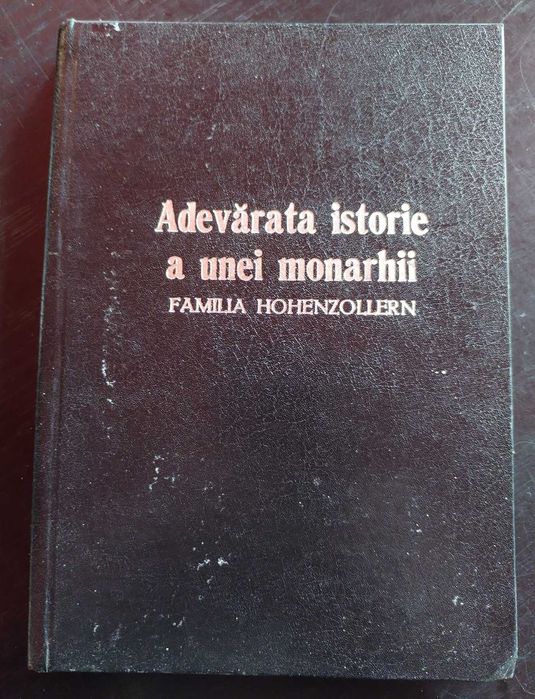 Adevărata istorie
a unei monarhii
FAMILIA HOHENZOLLERN